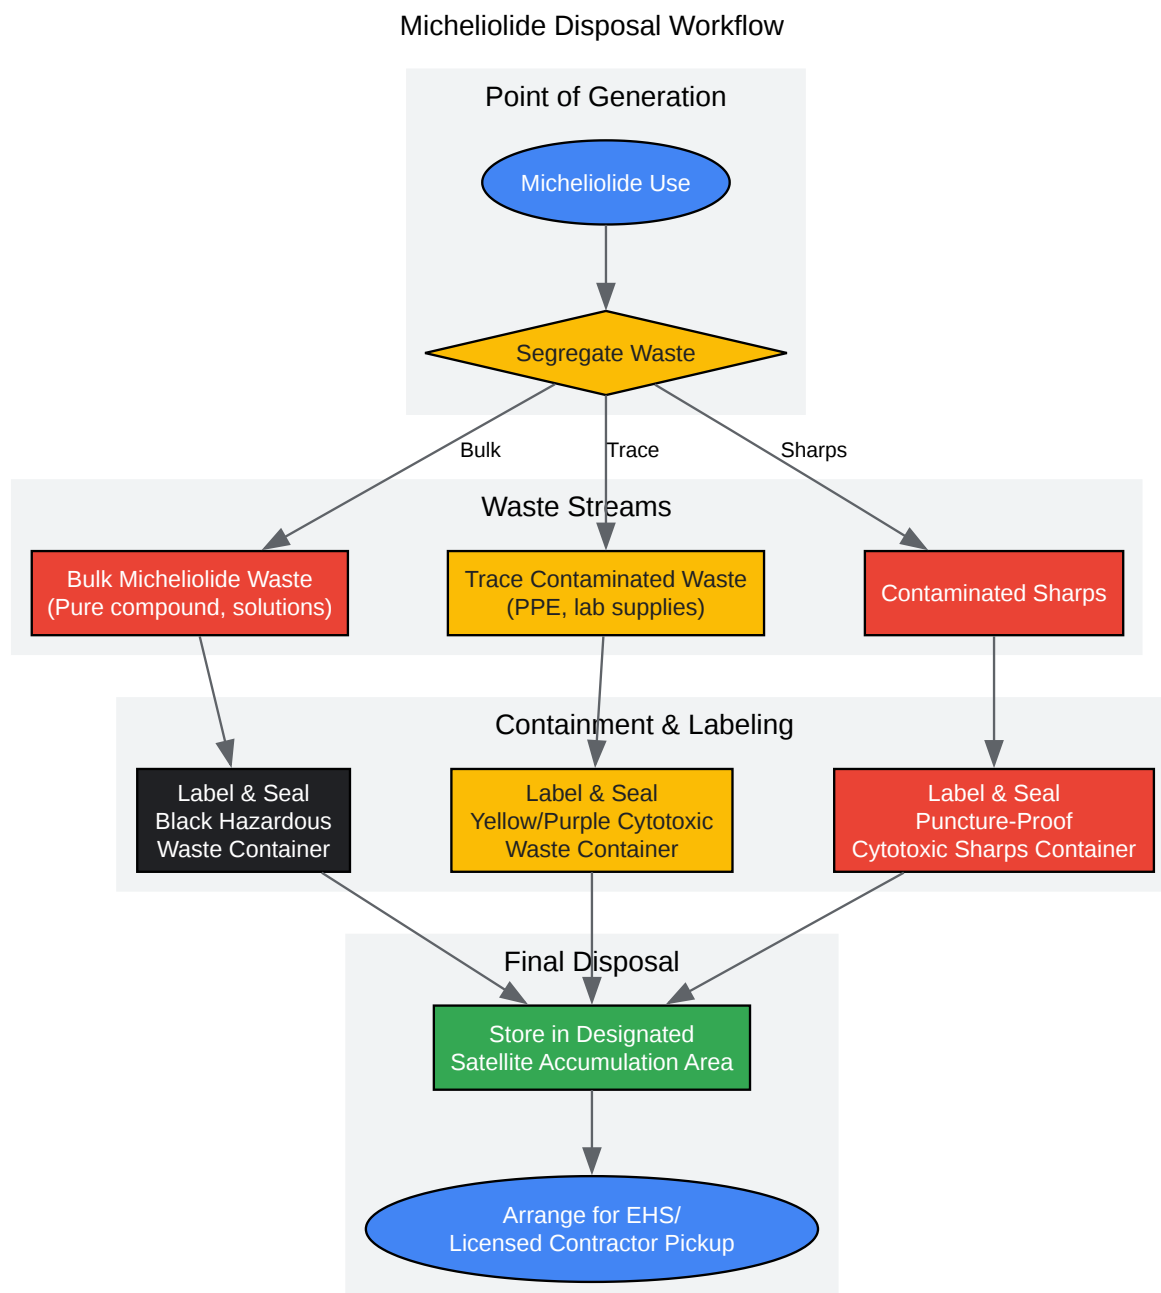 Micheliolide Disposal Workflow
Point of Generation
Micheliolide Use
Segregate Waste
Bulk
Trace
Sharps
Waste Streams
Bulk Micheliolide Waste
(Pure compound, solutions)
Trace Contaminated Waste
(PPE, lab supplies)
Contaminated Sharps
Containment & Labeling
Label & Seal
Black Hazardous
Waste Container
Label & Seal
Yellow/Purple Cytotoxic
Waste Container
Label & Seal
Puncture-Proof
Cytotoxic Sharps Container
Final Disposal
Store in Designated
Satellite Accumulation Area
Arrange for EHS/
Licensed Contractor Pickup